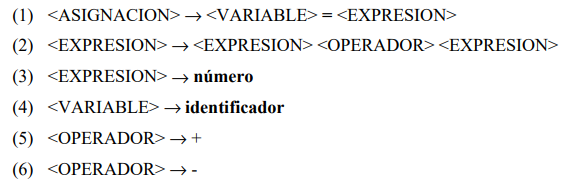 (1) <ASIGNACION> → <VARIABLE> = <EXPRESION>
(2) <EXPRESION> → <EXPRESION> <OPERADOR> <EXPRESION>
(3) <EXPRESION> → número
(4) <VARIABLE> → identificador
(5) <OPERADOR> → +
(6) <OPERADOR> → -